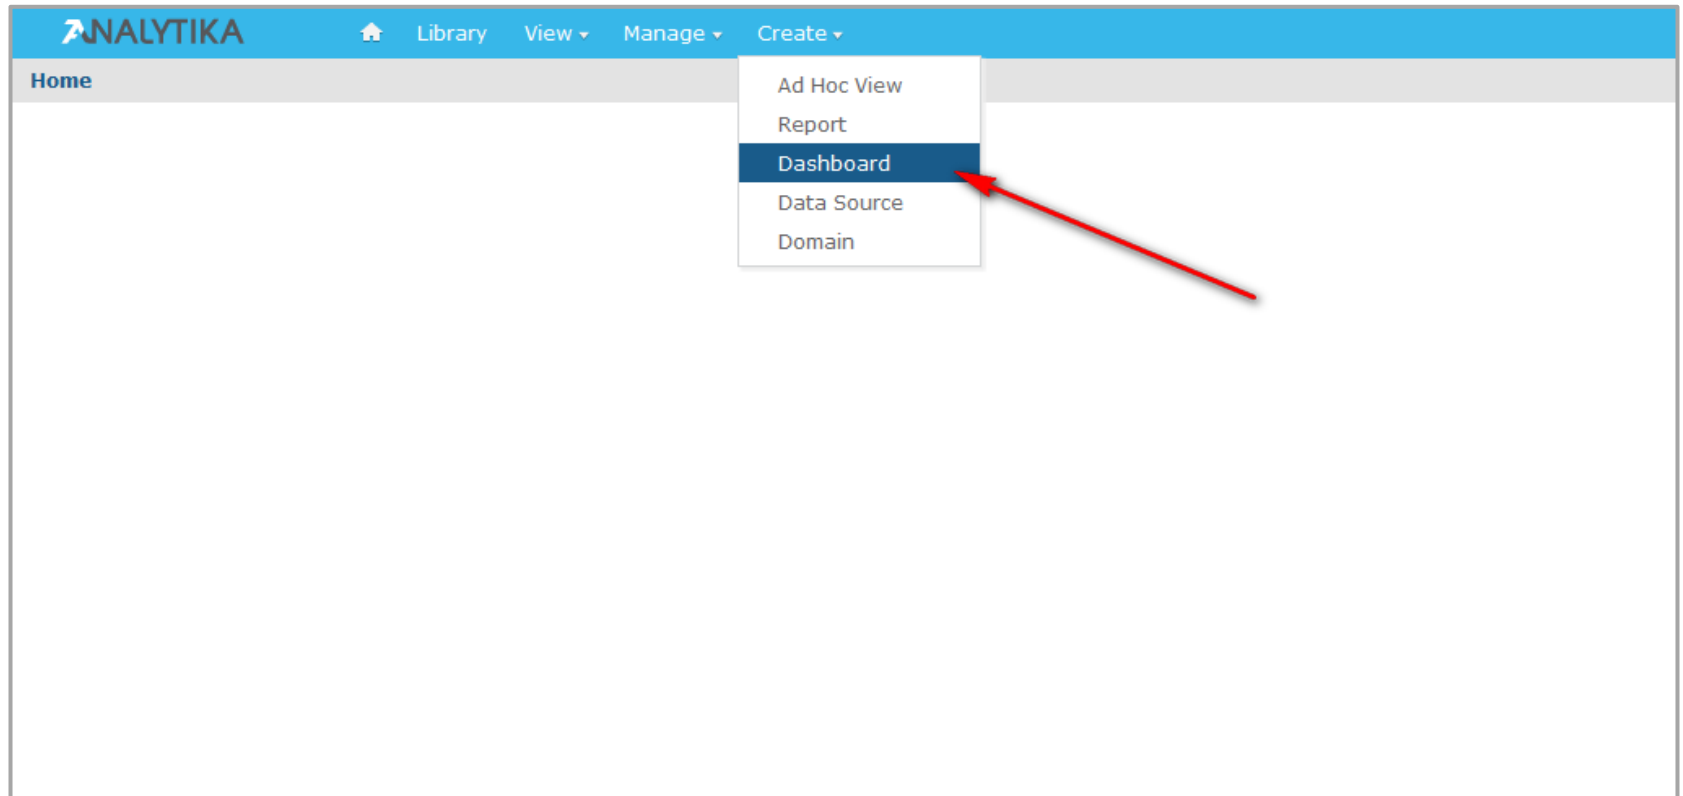 ANALYTIKA Library View Manage Create
Home
Ad Hoc View
Report
Dashboard
Data Source
Domain